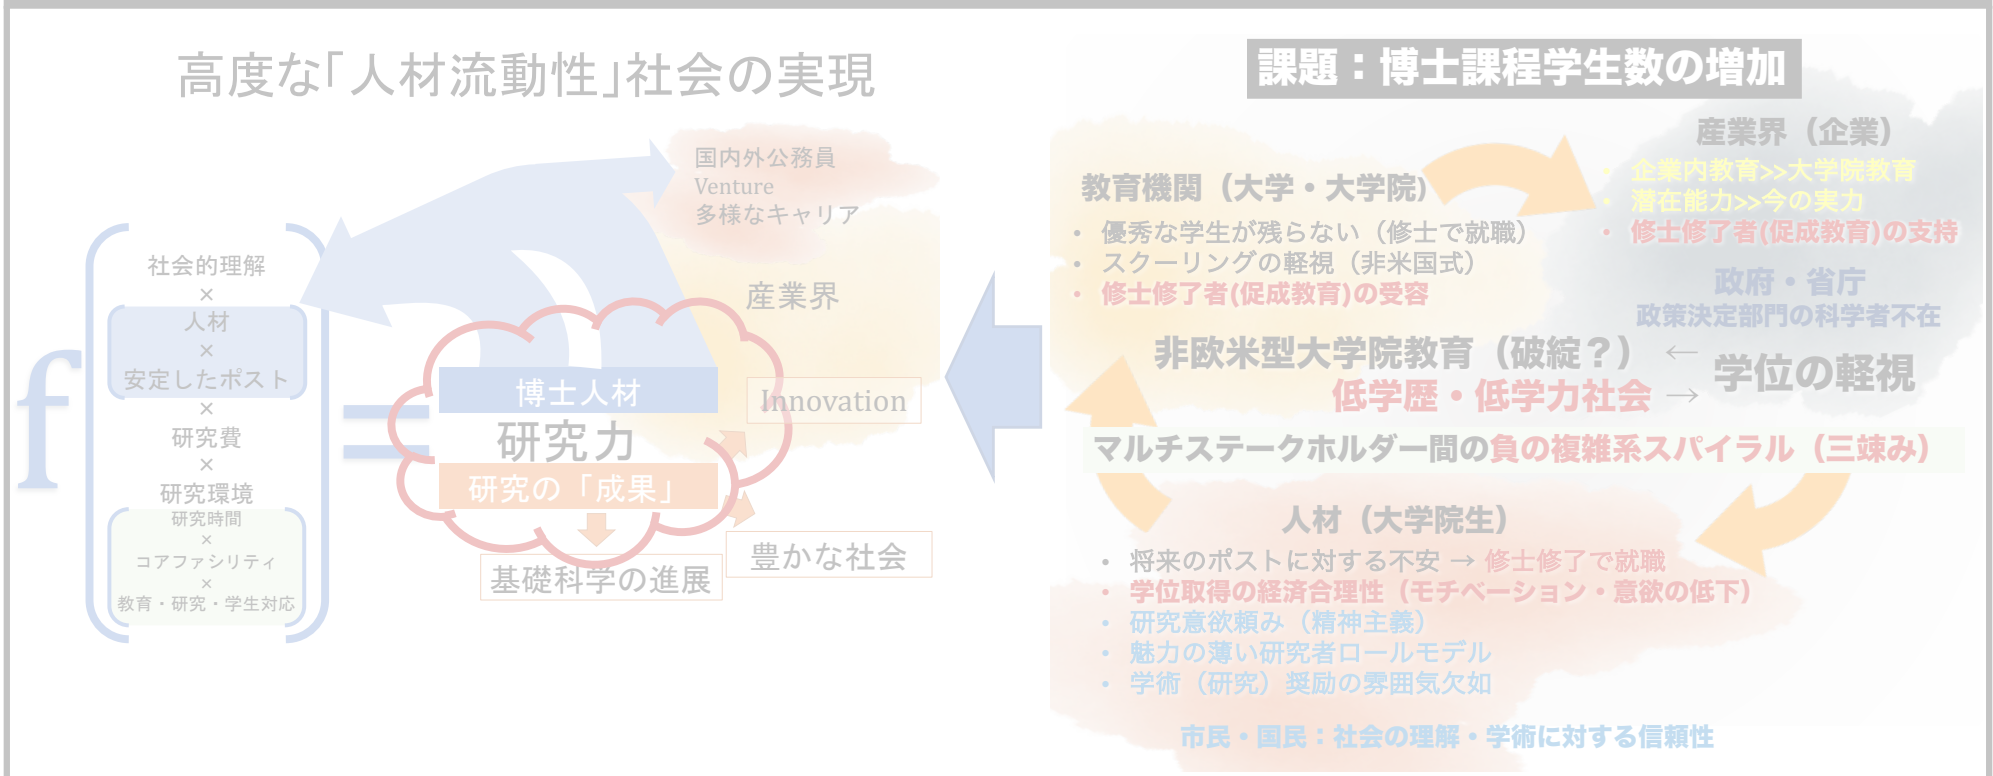 高度な「人材流動性」社会の実現
国内外公務員
Venture
多様なキャリア
産業界
社会的理解
×
人材
×
安定したポスト
×
研究費
×
研究環境
研究時間
×
コアファシリティ
×
教育・研究・学生対応
f
=
博士人材
研究力
研究の「成果」
Innovation
豊かな社会
基礎科学の進展
課題：博士課程学生数の増加
産業界（企業）
• 企業内教育>>大学院教育
• 潜在能力>>今の実力
• 修士修了者(促成教育)の支持
教育機関（大学・大学院)
• 優秀な学生が残らない（修士で就職）
• スクーリングの軽視（非米国式）
• 修士修了者(促成教育)の受容
政府・省庁
政策決定部門の科学者不在
非欧米型大学院教育（破綻？）←
学位の軽視
低学歴・低学力社会→
マルチステークホルダー間の負の複雑系スパイラル（三竦み）
人材（大学院生）
• 将来のポストに対する不安 → 修士修了で就職
• 学位取得の経済合理性（モチベーション・意欲の低下）
• 研究意欲頼み（精神主義）
• 魅力の薄い研究者ロールモデル
• 学術（研究）奨励の雰囲気欠如
市民・国民：社会の理解・学術に対する信頼性